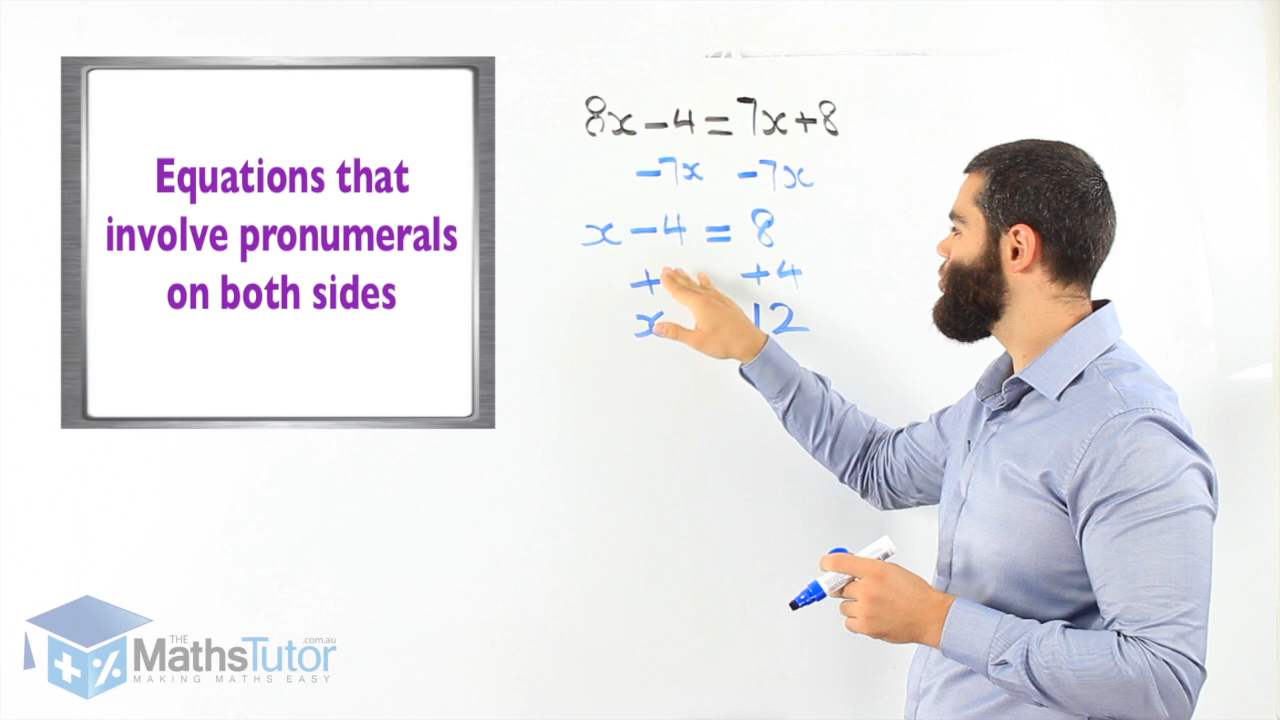 Equations that
involve pronumerals
on both sides
8x-4=7x+8
-7x -7x
x-4=8
+ +4
x 12
THE
MathsTutor
.com.au
MAKING MATHS EASY